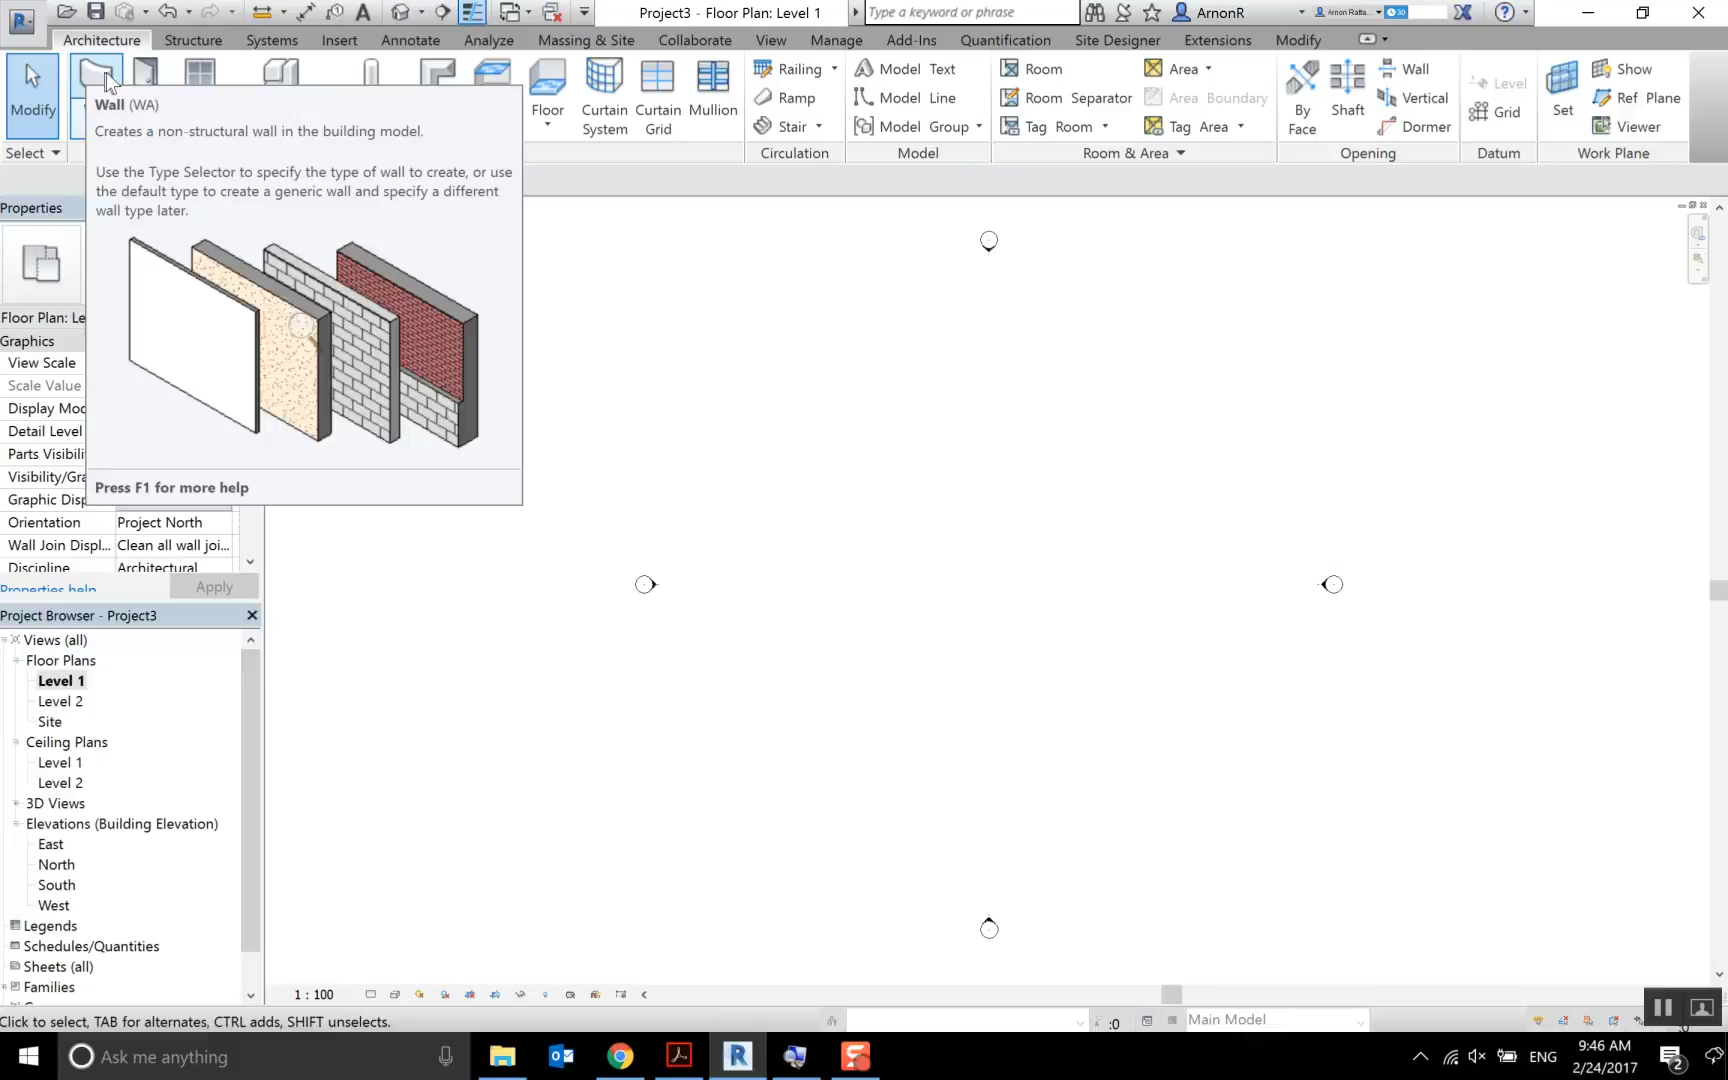 Project3 - Floor Plan: Level 1
Type a keyword or phrase
ArnonR
Arnon Ratta...
30
Architecture Structure Systems Insert Annotate Analyze Massing & Site Collaborate View Manage Add-Ins Quantification Site Designer Extensions Modify
Modify
Select
Wall (WA)
Creates a non-structural wall in the building model.
Use the Type Selector to specify the type of wall to create, or use
the default type to create a generic wall and specify a different
wall type later.
Press F1 for more help
Floor
Curtain
System
Curtain
Grid
Mullion
Railing
Ramp
Stair
Circulation
Model Text
Model Line
Model Group
Model
Room
Room Separator
Tag Room
Area
Area Boundary
Tag Area
Room & Area
By
Face
Shaft
Wall
Vertical
Dormer
Opening
Level
Grid
Datum
Set
Show
Ref Plane
Viewer
Work Plane
Properties
Floor Plan: Le
Graphics
View Scale
Scale Value
Display Mod
Detail Level
Parts Visibili
Visibility/Gra
Graphic Disp
Orientation Project North
Wall Join Displ... Clean all wall joi...
Discipline Architectural
Properties help
Apply
Project Browser - Project3
Views (all)
Floor Plans
Level 1
Level 2
Site
Ceiling Plans
Level 1
Level 2
3D Views
Elevations (Building Elevation)
East
North
South
West
Legends
Schedules/Quantities
Sheets (all)
Families
1 : 100
Click to select, TAB for alternates, CTRL adds, SHIFT unselects.
:0
Main Model
:0
Ask me anything
ENG
9:46 AM
2/24/2017
2